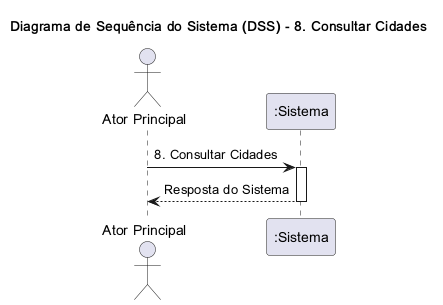 Diagrama de Sequência do Sistema (DSS) - 8. Consultar Cidades
Ator Principal
:Sistema
8. Consultar Cidades
Resposta do Sistema
Ator Principal
:Sistema